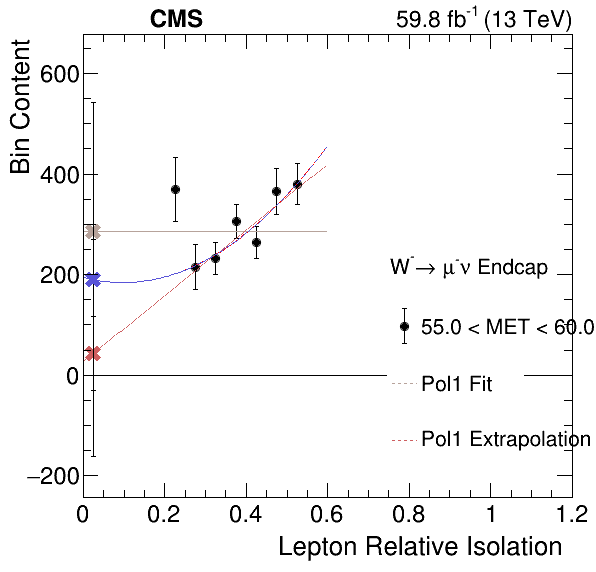 CMS 59.8 fb⁻¹ (13 TeV)
Bin Content
600
400
200
0
−200
W⁻→ μ⁻ν Endcap
55.0 < MET < 60.0
Pol1 Fit
Pol1 Extrapolation
0 0.2 0.4 0.6 0.8 1 1.2
Lepton Relative Isolation